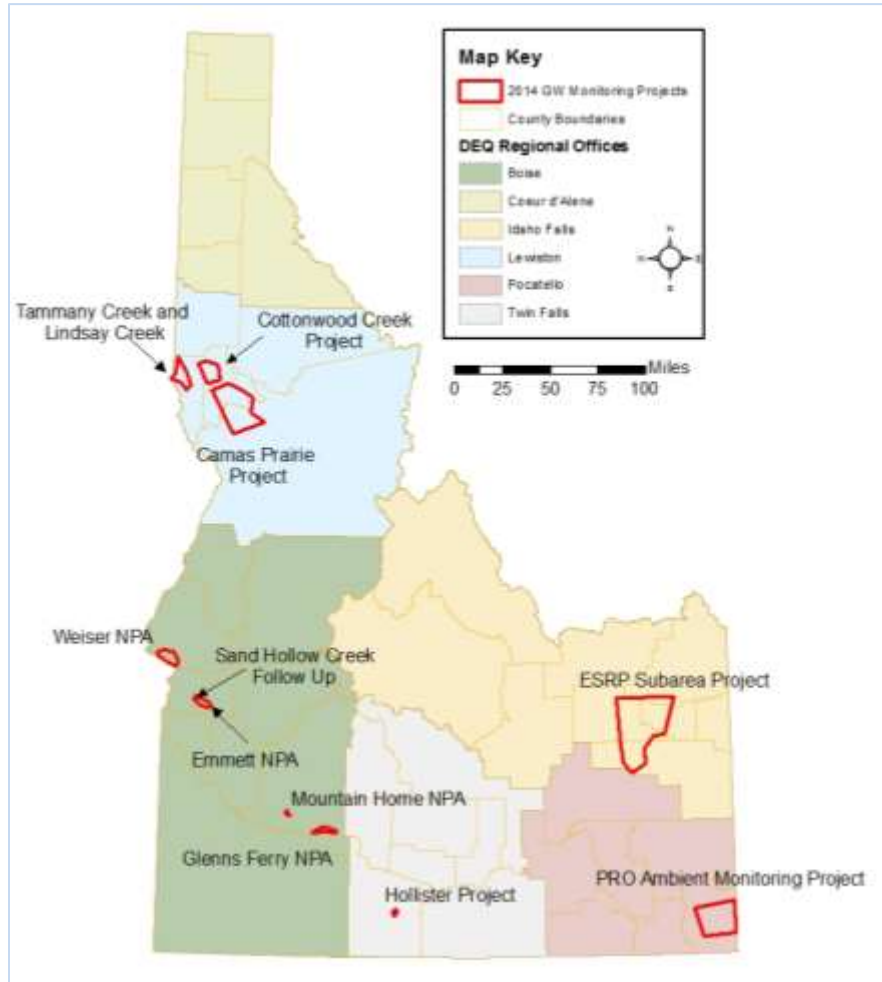 Map Key
2014 GW Monitoring Projects
County Boundaries
DEQ Regional Offices
Boise
Coeur d'Alene
Idaho Falls
Lewiston
Pocatello
Twin Falls
N
S
Miles
0 25 50 75 100
Tammany Creek and
Lindsay Creek
Cottonwood Creek
Project
Camas Prairie
Project
Weiser NPA
Sand Hollow Creek
Follow Up
Emmett NPA
ESRP Subarea Project
Mountain Home NPA
Glenns Ferry NPA
Hollister Project
PRO Ambient Monitoring Project